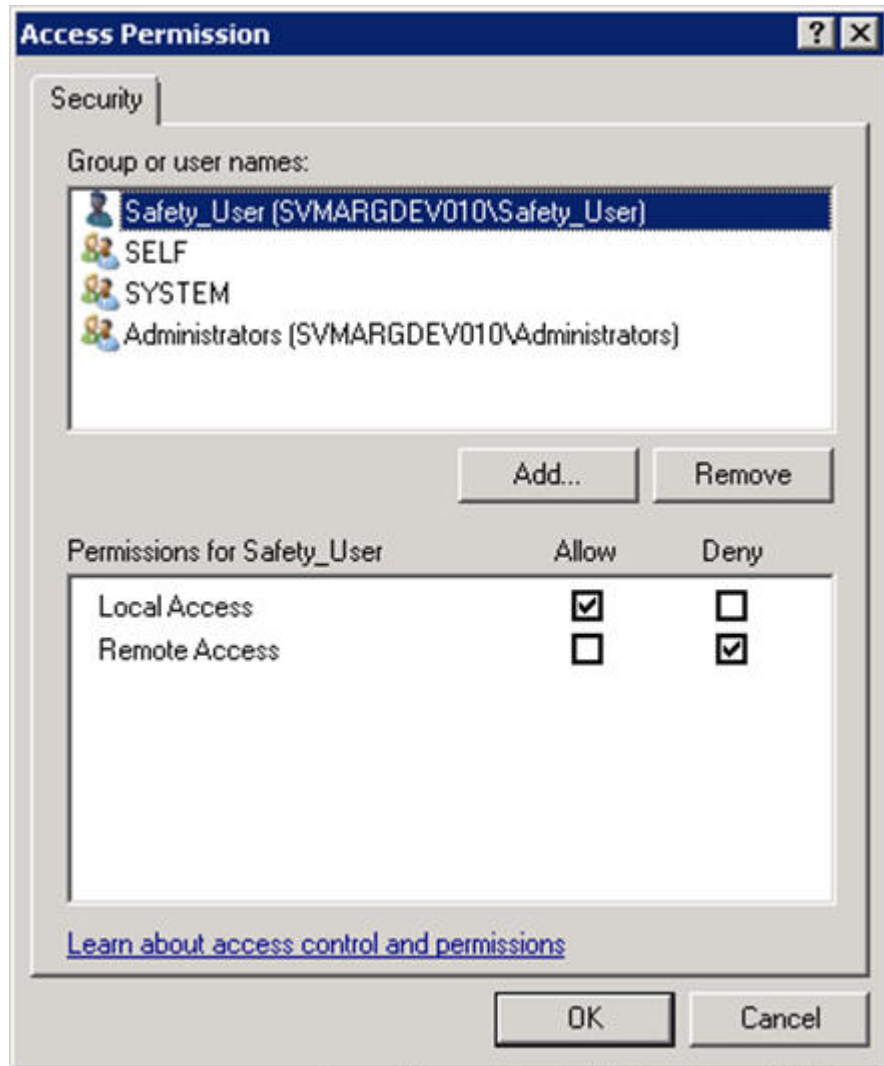 Access Permission
Security
Group or user names:
Safety_User (SVMARGDEV010\Safety_User)
SELF
SYSTEM
Administrators (SVMARGDEV010\Administrators)
Add... Remove
Permissions for Safety_User Allow Deny
Local Access
Remote Access
Learn about access control and permissions
OK Cancel